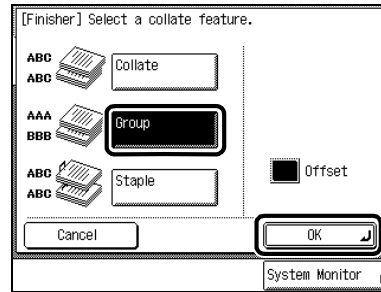 [Finisher] Select a collate feature.
ABC
ABC
Collate
AAA
BBB
Group
ABC
ABC
Staple
Offset
Cancel
OK
System Monitor